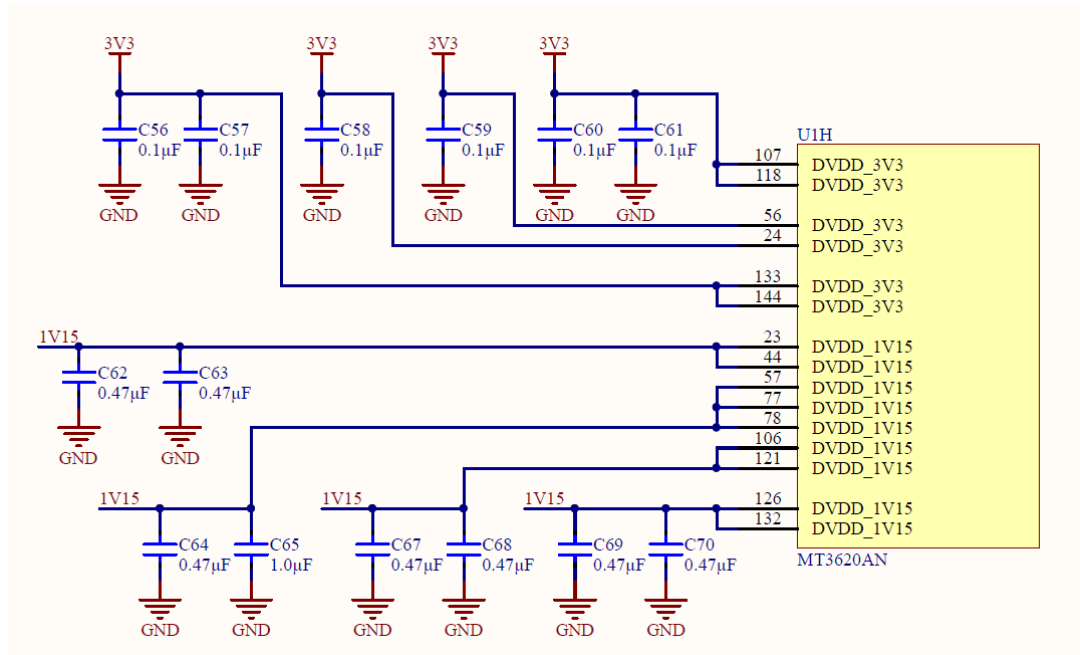 3V3 3V3 3V3 3V3
C56 C57 C58 C59 C60 C61
0.1µF 0.1µF 0.1µF 0.1µF 0.1µF 0.1µF
U1H
107 DVDD_3V3
118 DVDD_3V3
GND GND GND GND GND GND
56 DVDD_3V3
24 DVDD_3V3
133 DVDD_3V3
144 DVDD_3V3
1V15
23 DVDD_1V15
44 DVDD_1V15
C62 C63
0.47µF 0.47µF
57 DVDD_1V15
77 DVDD_1V15
78 DVDD_1V15
106 DVDD_1V15
GND GND
121 DVDD_1V15
1V15 1V15 1V15
126 DVDD_1V15
132 DVDD_1V15
C64 C65 C67 C68 C69 C70
0.47µF 1.0µF 0.47µF 0.47µF 0.47µF 0.47µF
MT3620AN
GND GND GND GND GND GND